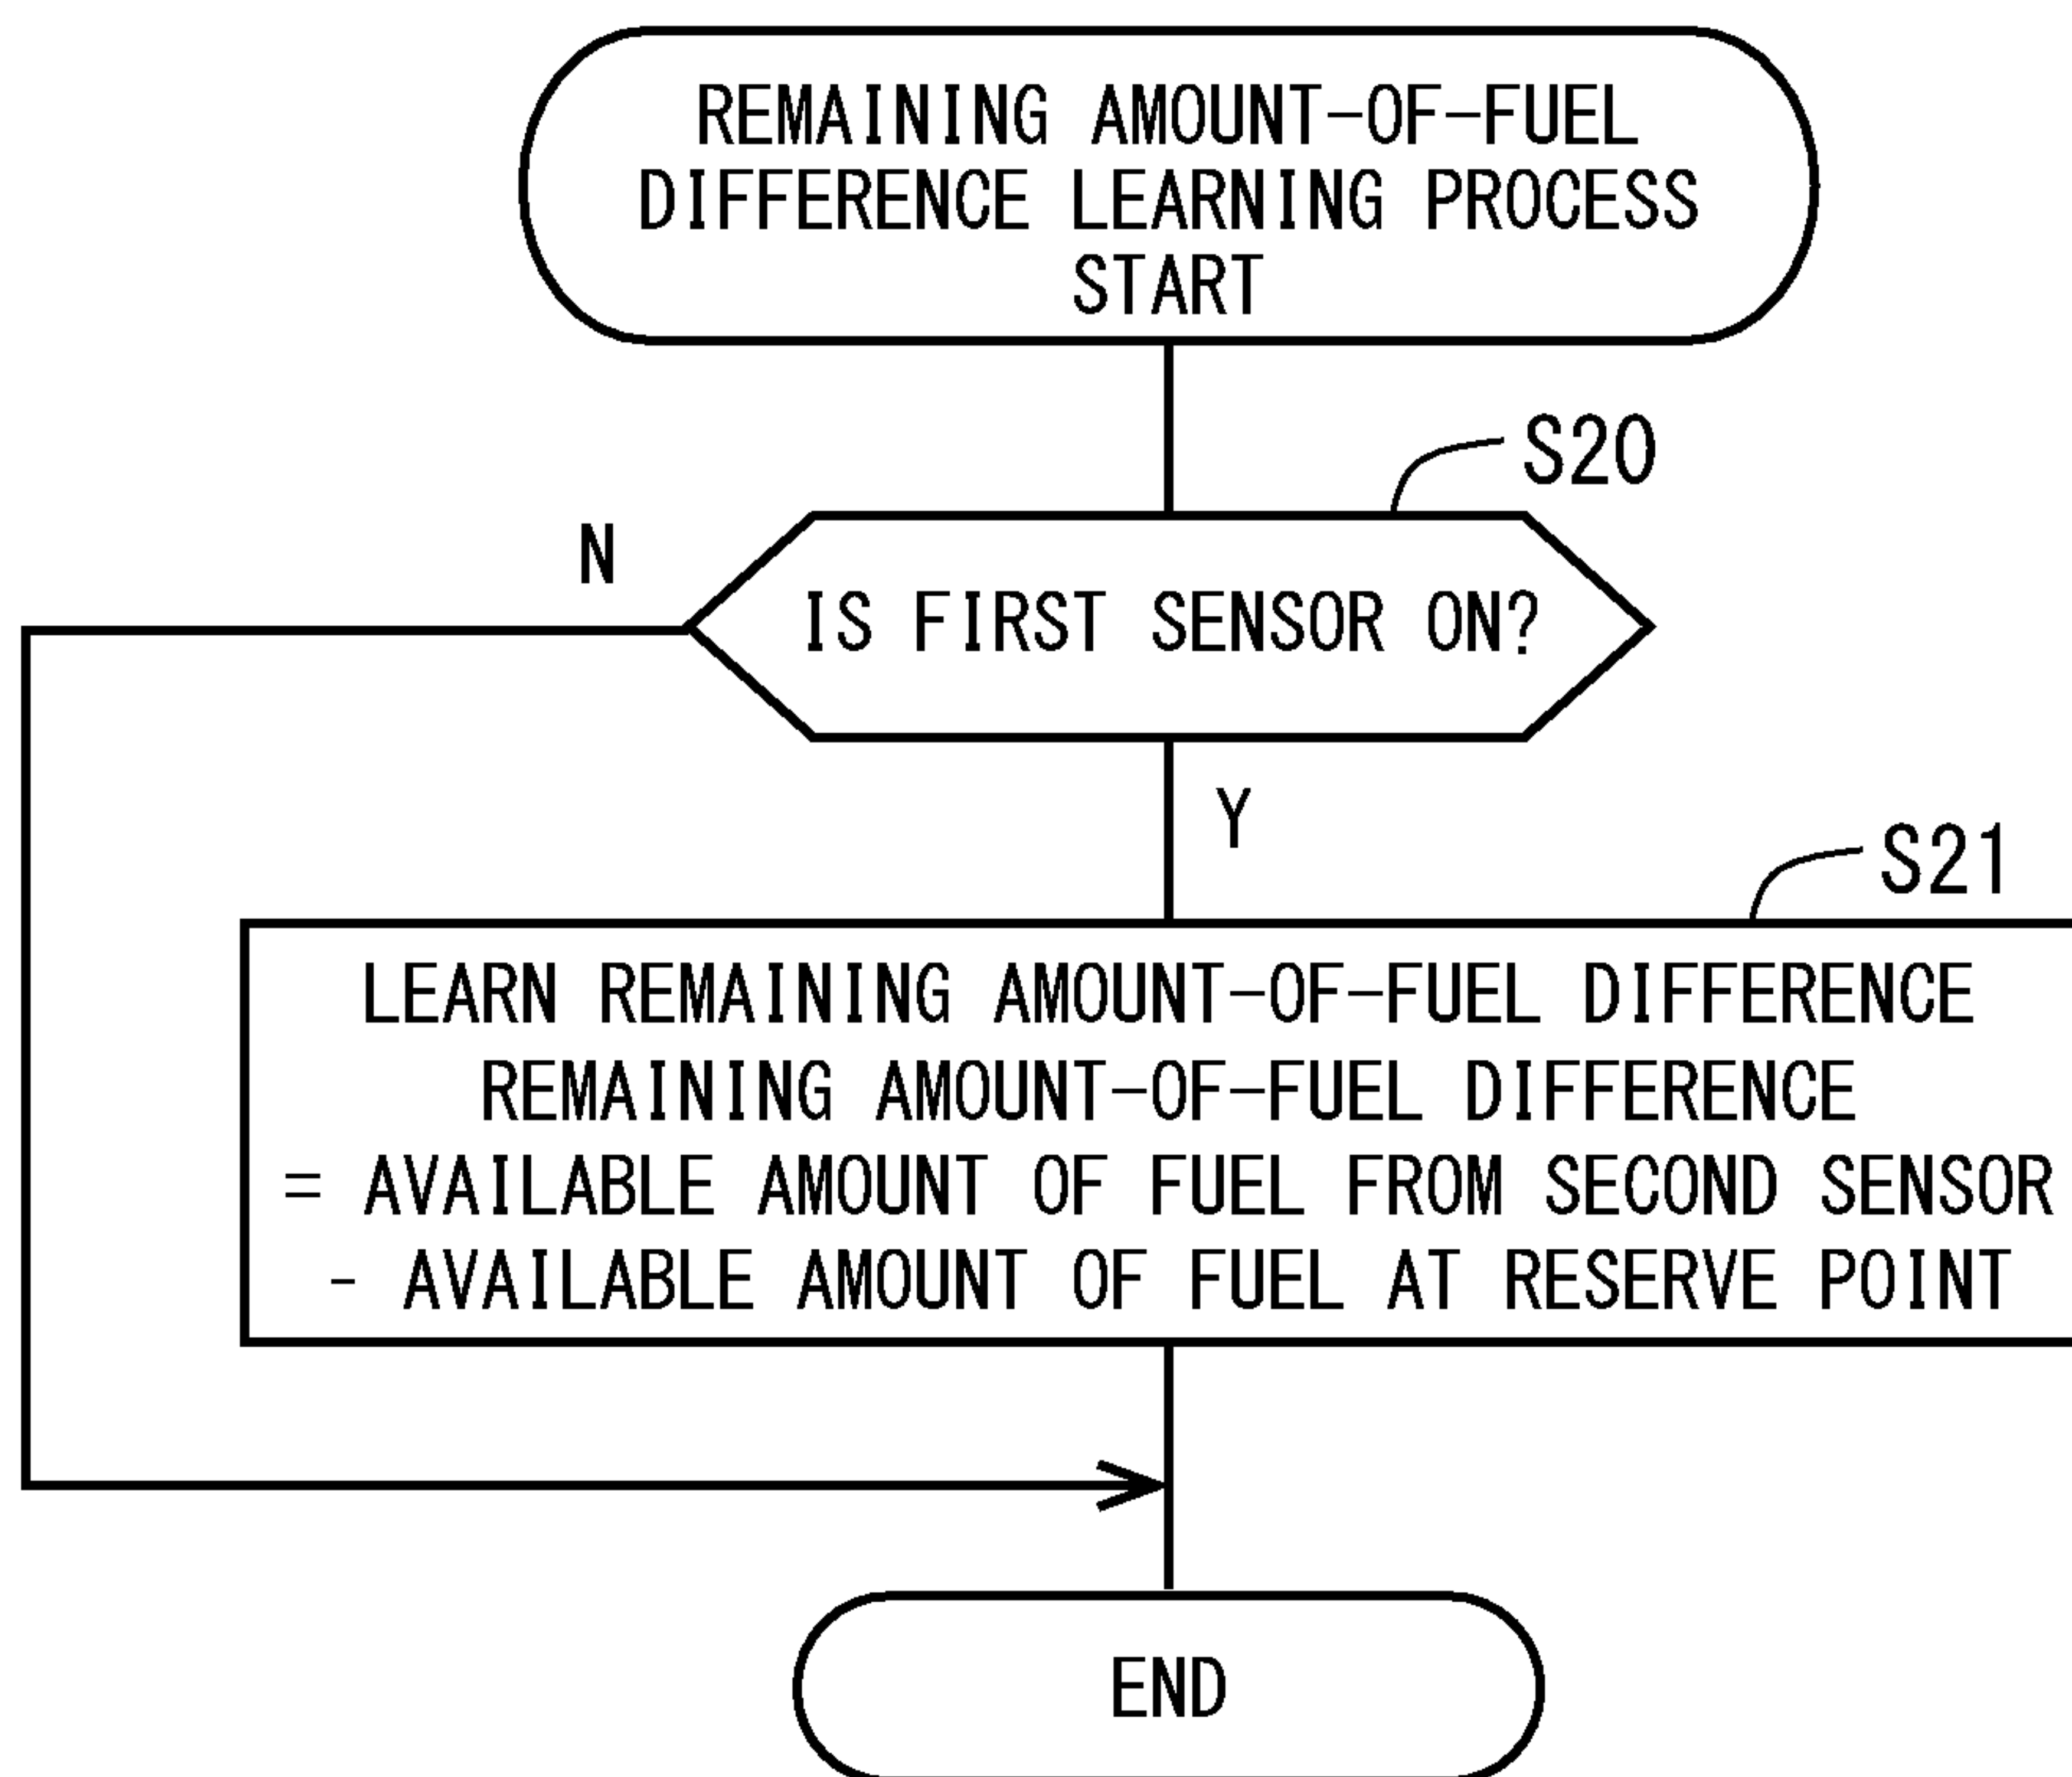 REMAINING AMOUNT-OF-FUEL
DIFFERENCE LEARNING PROCESS
START
S20
N
IS FIRST SENSOR ON?
Y
S21
LEARN REMAINING AMOUNT-OF-FUEL DIFFERENCE
REMAINING AMOUNT-OF-FUEL DIFFERENCE
= AVAILABLE AMOUNT OF FUEL FROM SECOND SENSOR
- AVAILABLE AMOUNT OF FUEL AT RESERVE POINT
END